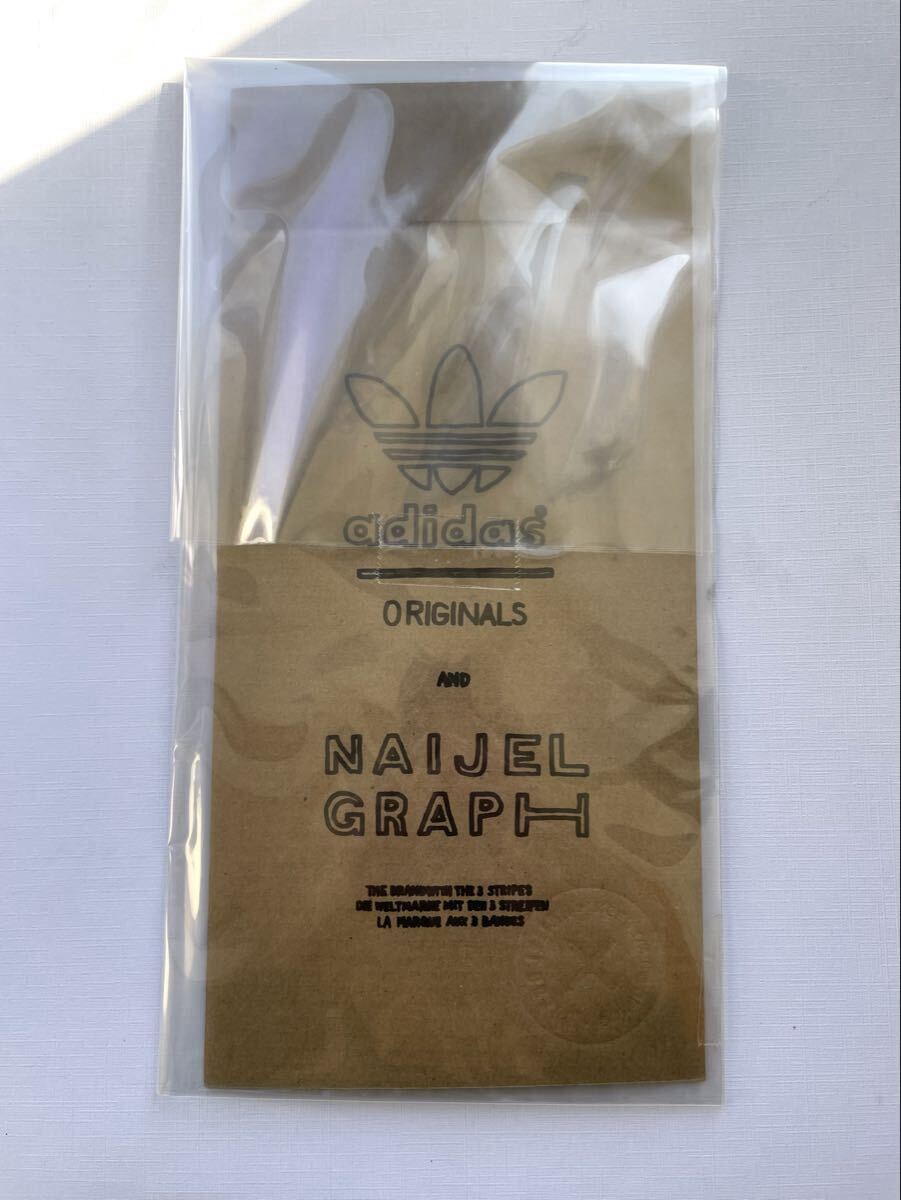 adidas
ORIGINALS
AND
NAIJEL
GRAPH
THE BRAND WITH THE 3 STRIPES
DIE WELTMARKE MIT DEN 3 STREIFEN
LA MARQUE AUX 3 BANDES